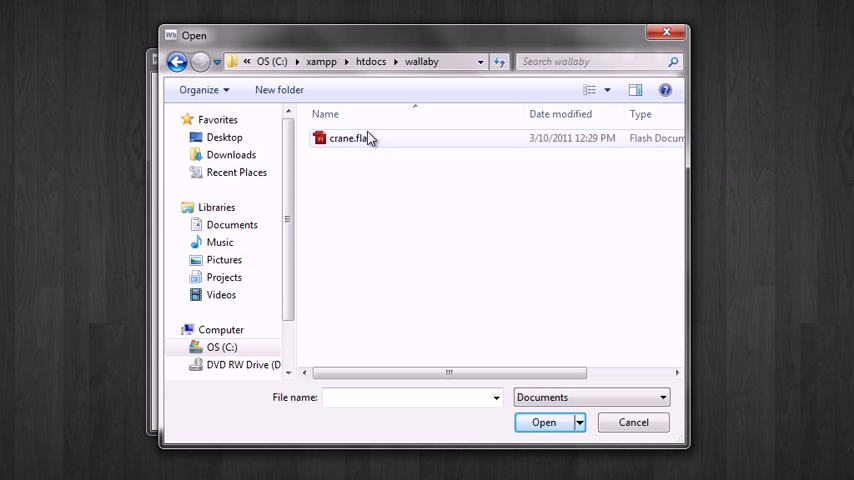 Wb Open
« OS (C:) xampp htdocs wallaby
Search wallaby
Organize New folder
Name Date modified Type
Favorites
Desktop
Downloads
Recent Places
Libraries
Documents
Music
Pictures
Projects
Videos
Computer
OS (C:)
DVD RW Drive (D
crane.fla 3/10/2011 12:29 PM Flash Docum
File name:
Documents
Open Cancel